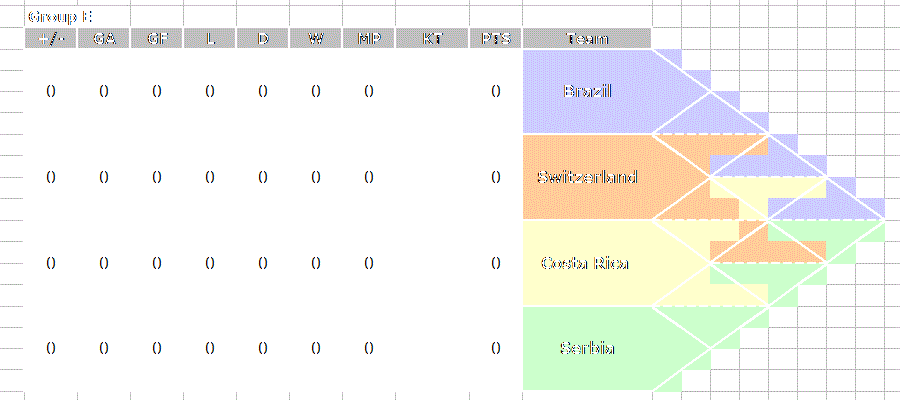 Group E
+/- GA GF L D W MP KT PTS Team
0 0 0 0 0 0 0 0 Brazil
0 0 0 0 0 0 0 0 Switzerland
0 0 0 0 0 0 0 0 Costa Rica
0 0 0 0 0 0 0 0 Serbia